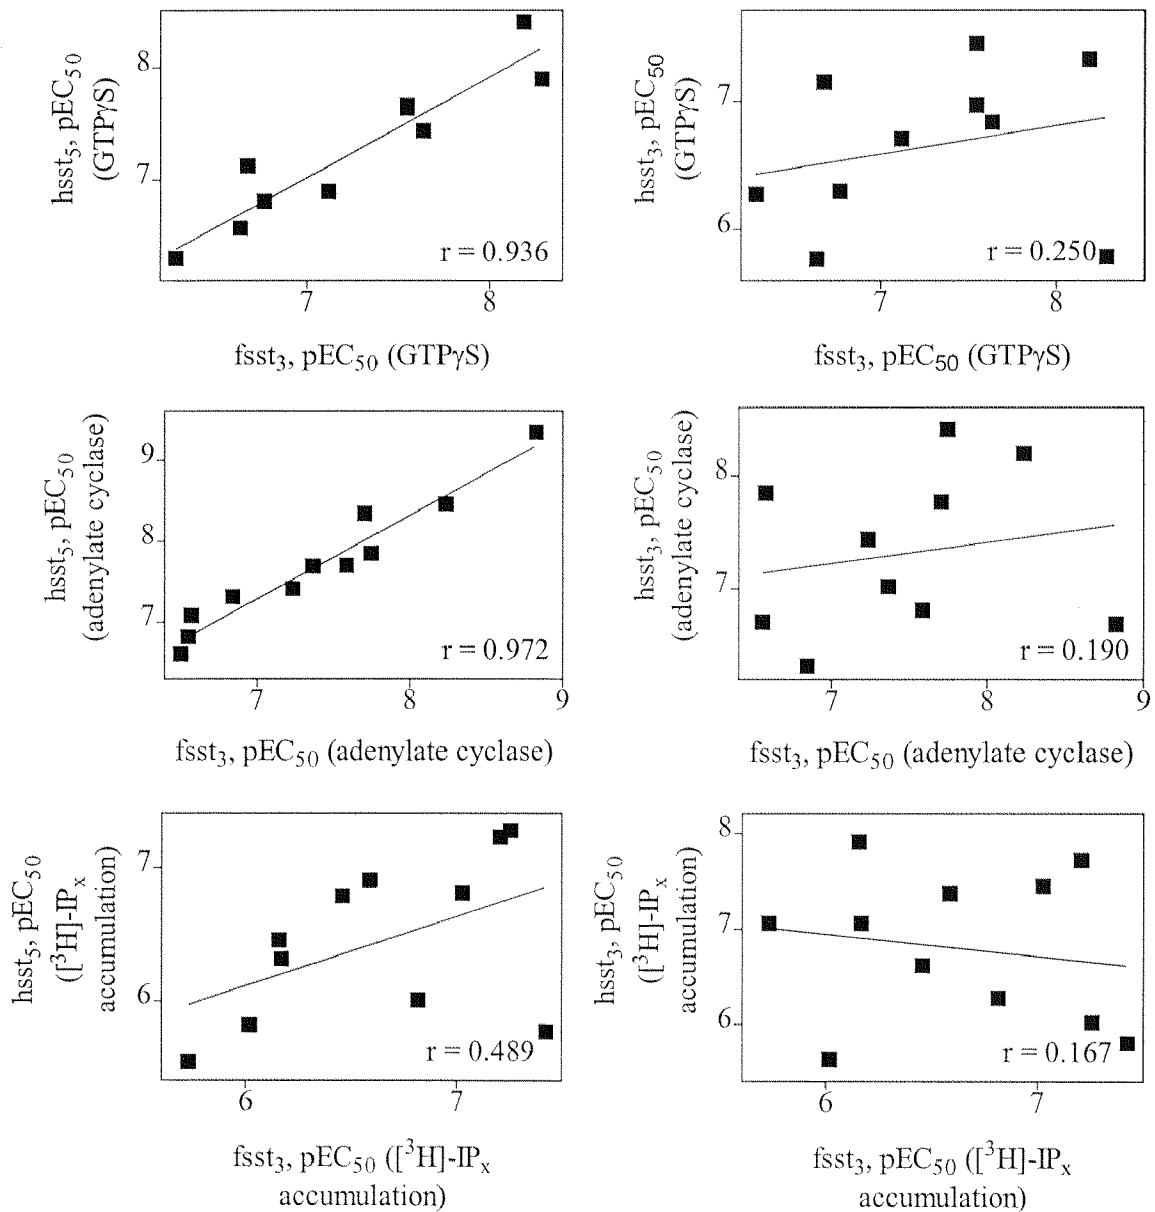 hsst5, pEC50
(GTPγS)
8
7
r = 0.936
7
8
fsst3, pEC50 (GTPγS)
hsst3, pEC50
(GTPγS)
7
6
r = 0.250
7
8
fsst3, pEC50 (GTPγS)
hsst5, pEC50
(adenylate cyclase)
9
8
7
r = 0.972
7
8
9
fsst3, pEC50 (adenylate cyclase)
hsst3, pEC50
(adenylate cyclase)
8
7
r = 0.190
7
8
9
fsst3, pEC50 (adenylate cyclase)
hsst5, pEC50
([3H]-IPx
accumulation)
7
6
r = 0.489
6
7
fsst3, pEC50 ([3H]-IPx
accumulation)
hsst3, pEC50
([3H]-IPx
accumulation)
8
7
6
r = 0.167
6
7
fsst3, pEC50 ([3H]-IPx
accumulation)